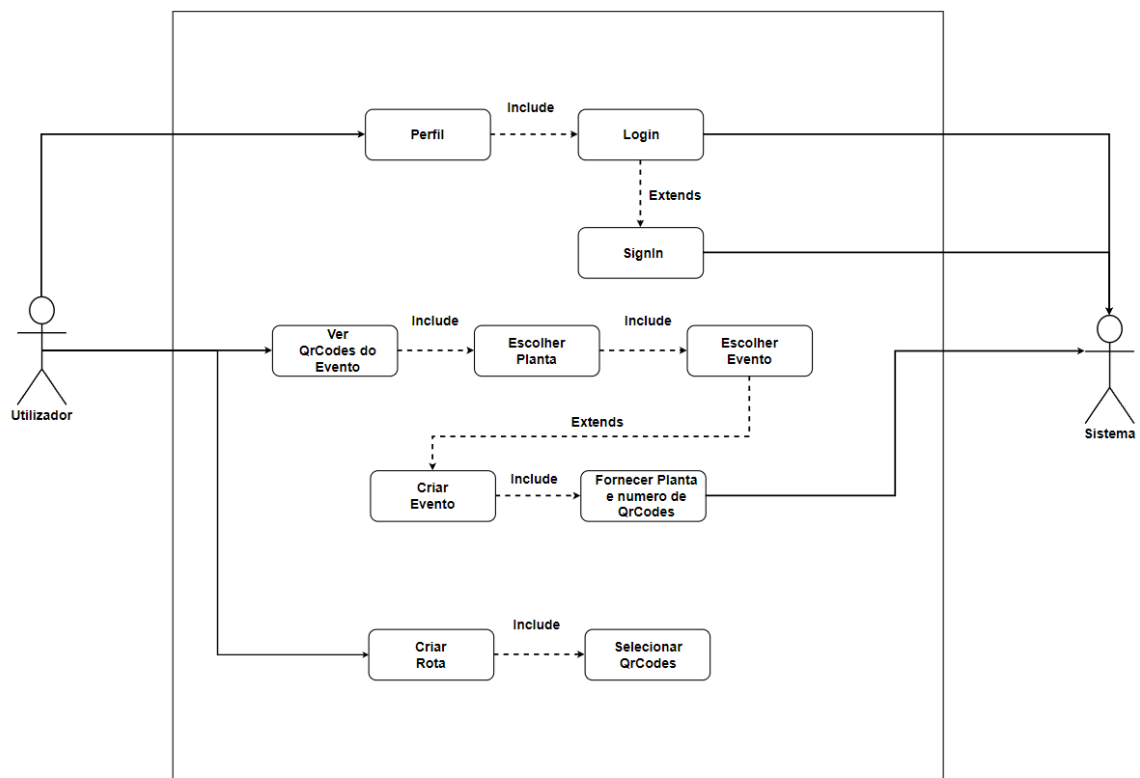 Include
Perfil
Login
Extends
SignIn
Include
Include
Ver
QrCodes do
Evento
Escolher
Planta
Escolher
Evento
Utilizador
Sistema
Extends
Include
Criar
Evento
Fornecer Planta
e numero de
QrCodes
Include
Criar
Rota
Selecionar
QrCodes